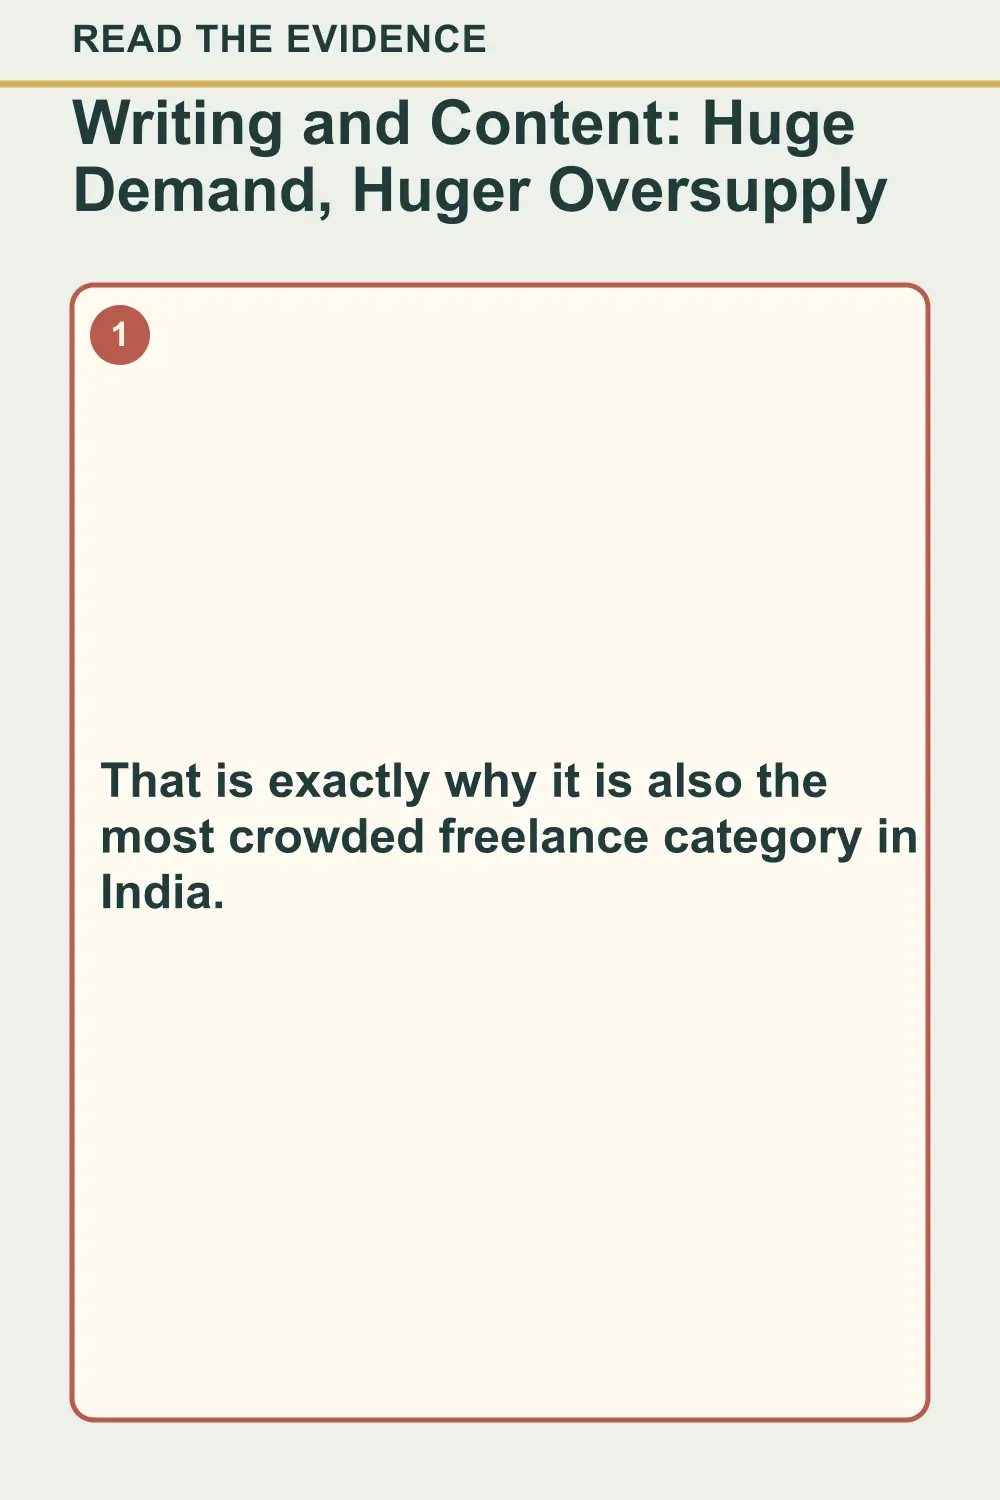 READ THE EVIDENCE
Writing and Content: Huge
Demand, Huger Oversupply
1
That is exactly why it is also the
most crowded freelance category in
India.